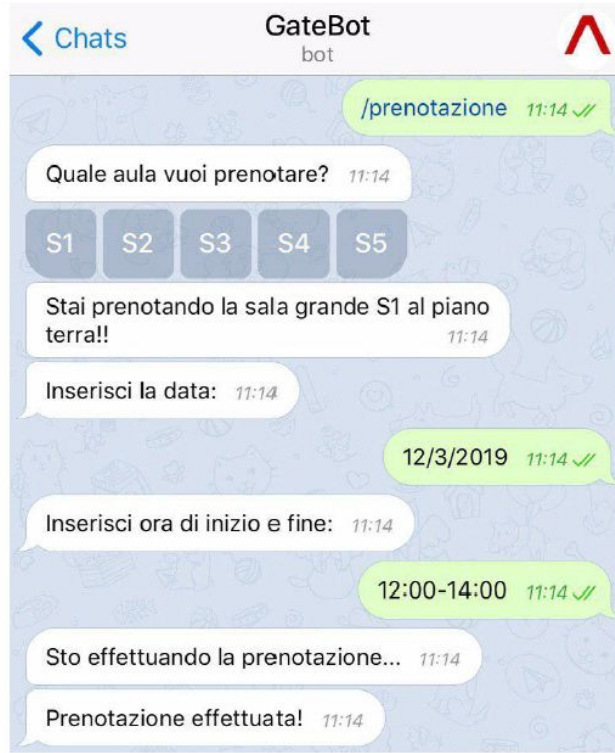 Chats
GateBot
bot
/prenotazione 11:14
Quale aula vuoi prenotare? 11:14
S1 S2 S3 S4 S5
Stai prenotando la sala grande S1 al piano
terra!! 11:14
Inserisci la data: 11:14
12/3/2019 11:14
Inserisci ora di inizio e fine: 11:14
12:00-14:00 11:14
Sto effettuando la prenotazione... 11:14
Prenotazione effettuata! 11:14